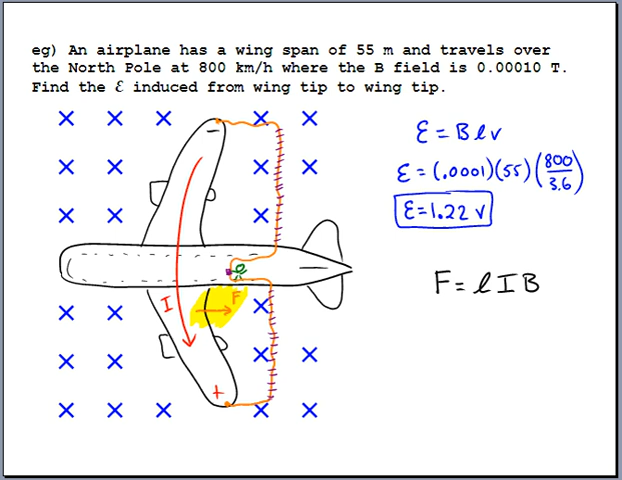 eg) An airplane has a wing span of 55 m and travels over
the North Pole at 800 km/h where the B field is 0.00010 T.
Find the ℰ induced from wing tip to wing tip.
ℰ = Blv
ℰ = (.0001)(55)(800/3.6)
ℰ = 1.22 V
F = lIB
−
I
F
+
e